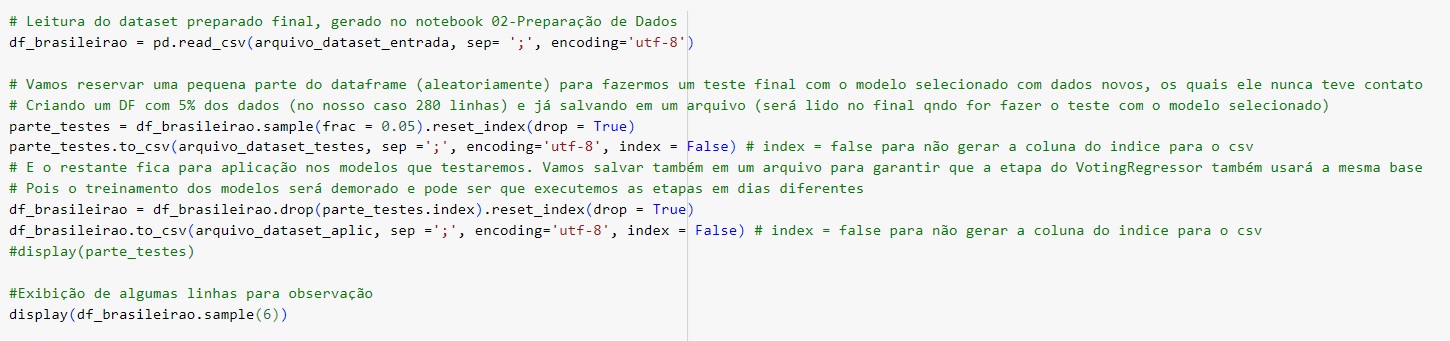 # Leitura do dataset preparado final, gerado no notebook 02-Preparação de Dados
df_brasileirao = pd.read_csv(arquivo_dataset_entrada, sep= ';', encoding='utf-8')
# Vamos reservar uma pequena parte do dataframe (aleatoriamente) para fazermos um teste final com o modelo selecionado com dados novos, os quais ele nunca teve contato
# Criando um DF com 5% dos dados (no nosso caso 280 linhas) e já salvando em um arquivo (será lido no final qndo for fazer o teste com o modelo selecionado)
parte_testes = df_brasileirao.sample(frac = 0.05).reset_index(drop = True)
parte_testes.to_csv(arquivo_dataset_testes, sep =';', encoding='utf-8', index = False) # index = false para não gerar a coluna do indice para o csv
# E o restante fica para aplicação nos modelos que testaremos. Vamos salvar também em um arquivo para garantir que a etapa do VotingRegressor também usará a mesma base
# Pois o treinamento dos modelos será demorado e pode ser que executemos as etapas em dias diferentes
df_brasileirao = df_brasileirao.drop(parte_testes.index).reset_index(drop = True)
df_brasileirao.to_csv(arquivo_dataset_aplic, sep =';', encoding='utf-8', index = False) # index = false para não gerar a coluna do indice para o csv
#display(parte_testes)
#Exibição de algumas linhas para observação
display(df_brasileirao.sample(6))